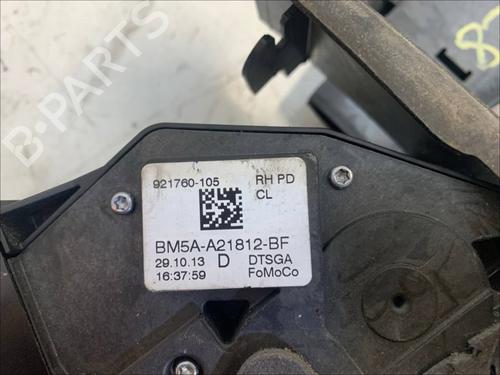 B-PARTS
921760-105 RH PD
CL
BM5A-A21812-BF
29.10.13 D DTSGA
16:37:59 FoMoCo